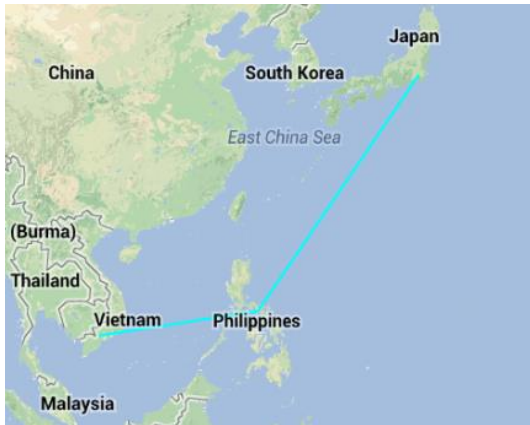 Japan
China
South Korea
East China Sea
(Burma)
Thailand
Vietnam
Philippines
Malaysia